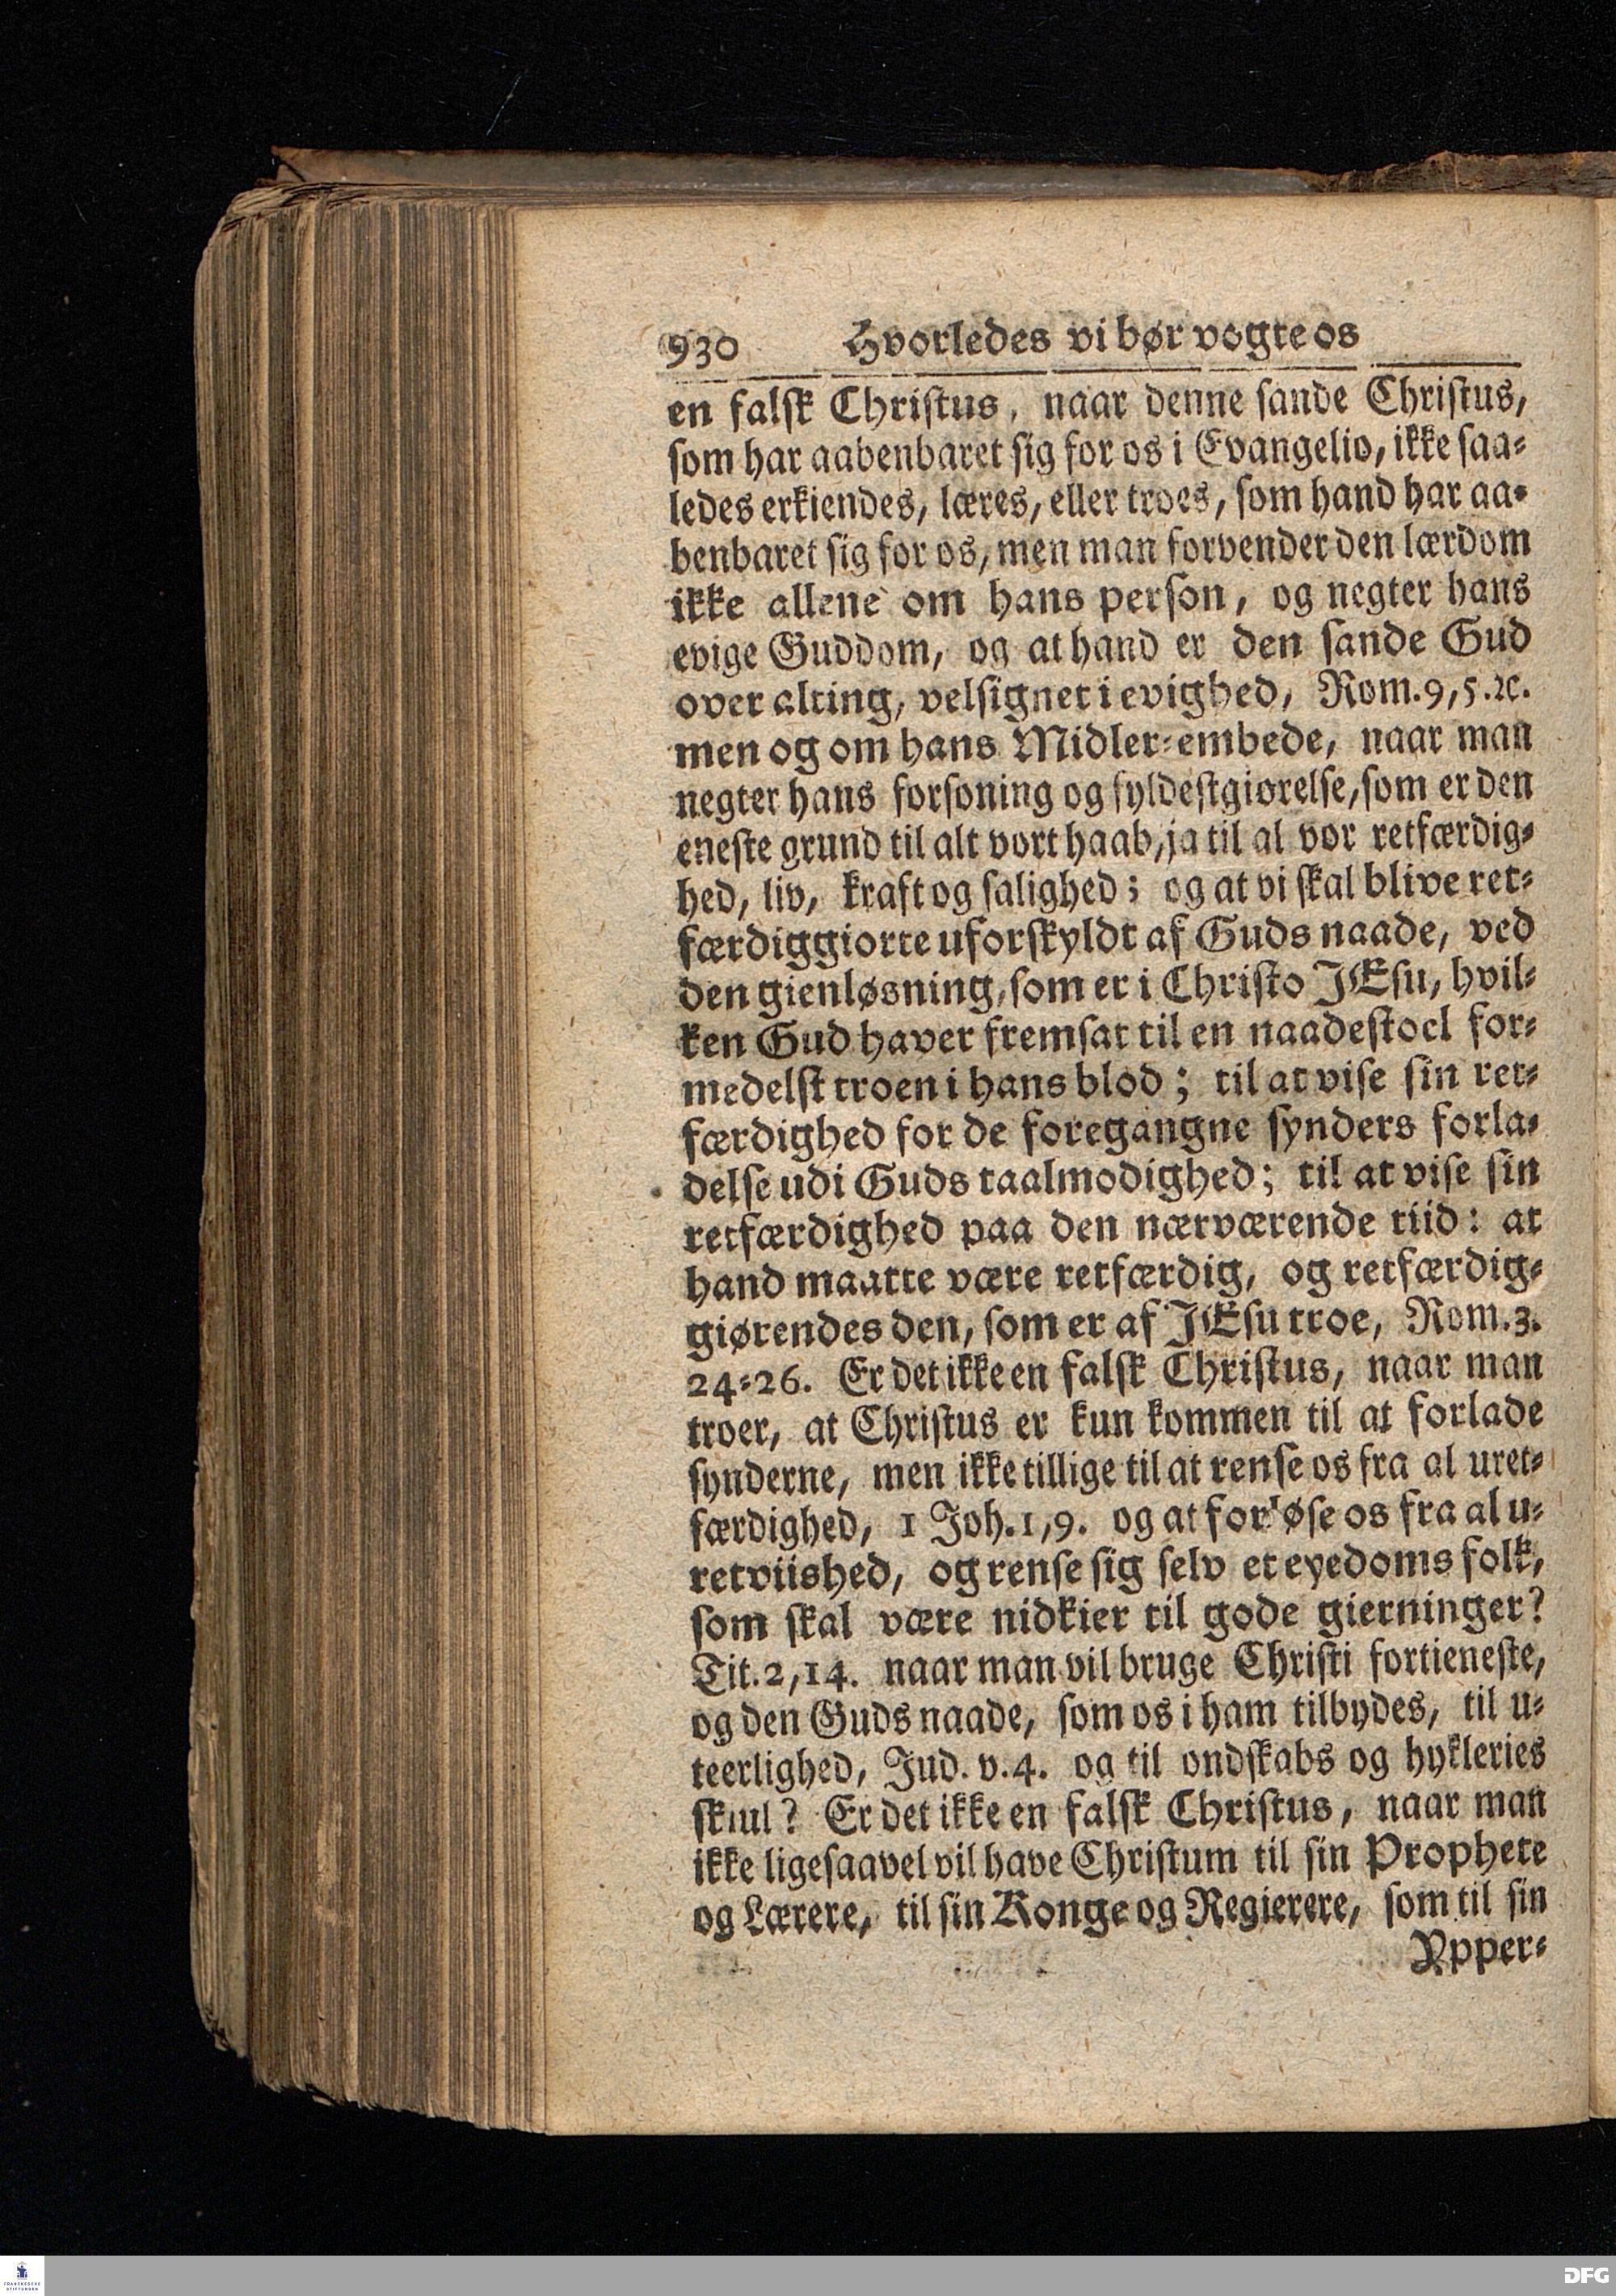 930 Hvorledes vi bør vogte os
en falsk Christus, naar denne sande Christus,
som har aabenbaret sig for os i Evangelio, ikke saa-
ledes erkiendes, læres, eller troes, som hand har aa-
benbaret sig for os, men man forvender den lærdom
ikke allene om hans person, og negter hans
evige Guddom, og at hand er den sande Gud
over alting, velsignet i evighed, Rom. 9, 5. ꝛc.
men og om hans Midler-embede, naar man
negter hans forsoning og fyldestgiorelse, som er den
eneste grund til alt vort haab, ja til al vor retfærdig-
hed, liv, kraft og salighed; og at vi skal blive ret-
færdiggiorte uforskyldt af Guds naade, ved
den gienløsning, som er i Christo JEsu, hvil-
ken Gud haver fremsat til en naadestoel for-
medelst troen i hans blod; til at vise sin ret-
færdighed for de foregangne synders forla-
delse udi Guds taalmodighed; til at vise sin
retfærdighed paa den nærværende tiid: at
hand maatte være retfærdig, og retfærdig-
giørendes den, som er af JEsu troe, Rom. 3.
24-26. Er det ikke en falsk Christus, naar man
troer, at Christus er kun kommen til at forlade
synderne, men ikke tillige til at rense os fra al uret-
færdighed, 1 Joh. 1, 9. og at forløse os fra al u-
retviished, og rense sig selv et eyedoms folk,
som skal være nidkier til gode gierninger?
Tit. 2, 14. naar man vil bruge Christi fortieneste,
og den Guds naade, som os i ham tilbydes, til u-
teerlighed, Jud. v. 4. og til ondskabs og hykleries
skiul? Er det ikke en falsk Christus, naar man
ikke ligesaavel vil have Christum til sin Prophete
og Lærere, til sin Konge og Regierere, som til sin
Ypper-
FRANCKESCHE
STIFTUNGEN
DFG